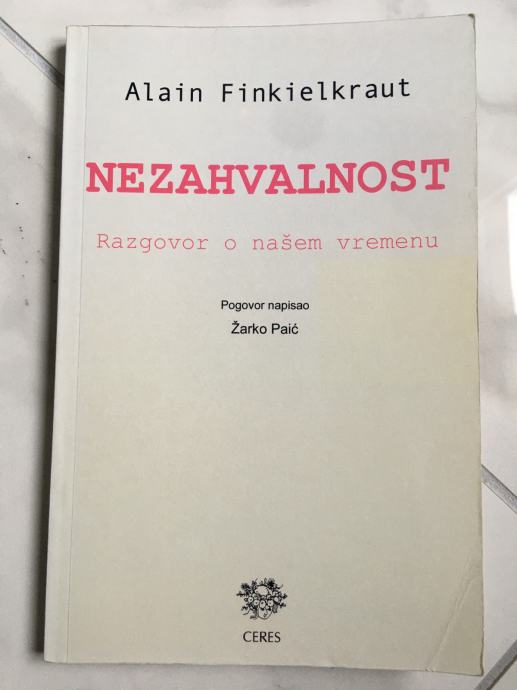 Alain Finkielkraut
NEZAHVALNOST
Razgovor o našem vremenu
Pogovor napisao
Žarko Paić
CERES